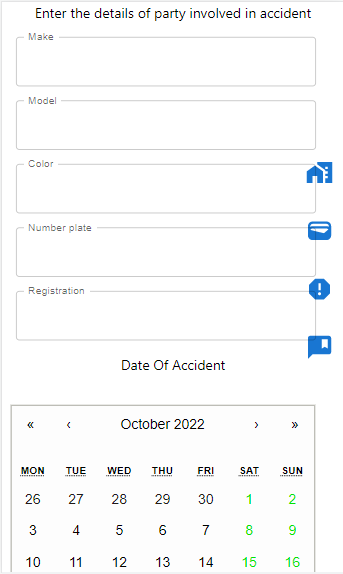 Enter the details of party involved in accident
Make
Model
Color
Number plate
Registration
Date Of Accident
« ‹ October 2022 › »
MON TUE WED THU FRI SAT SUN
26 27 28 29 30 1 2
3 4 5 6 7 8 9
10 11 12 13 14 15 16